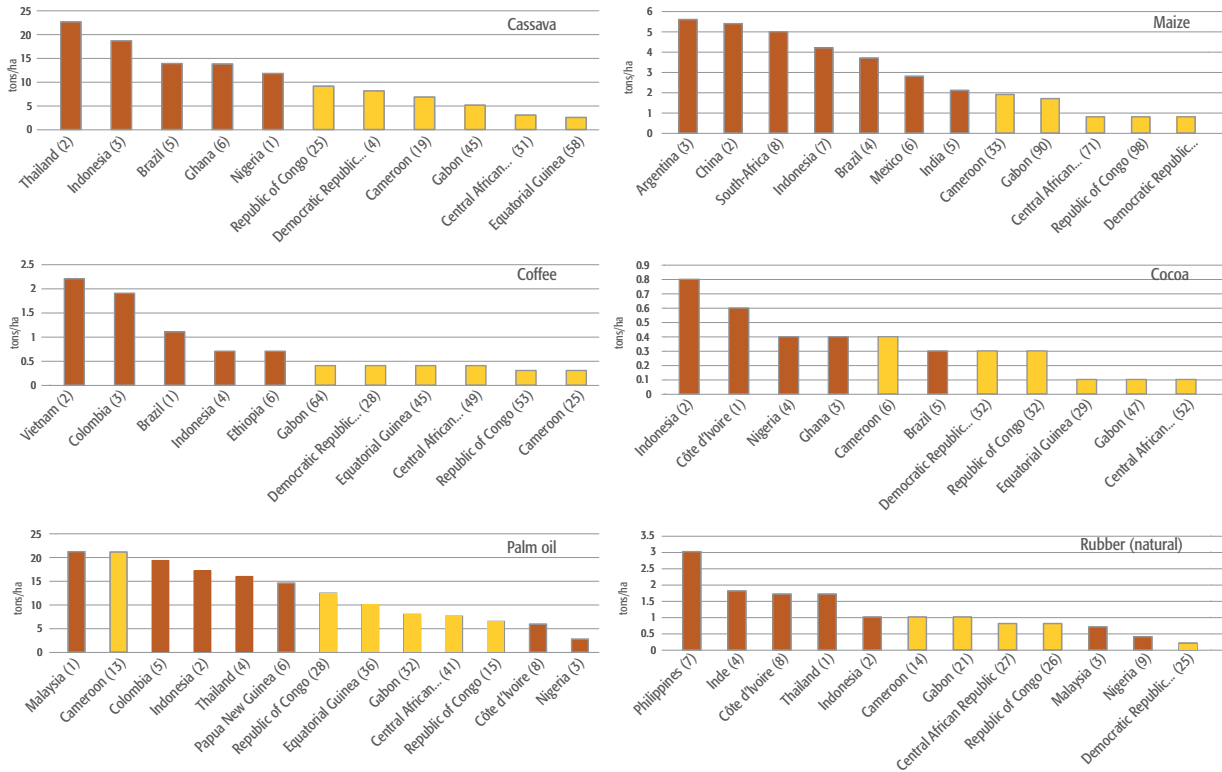 Cassava
tons/ha
25
20
15
10
5
0
Thailand (2)
Indonesia (3)
Brazil (5)
Ghana (6)
Nigeria (1)
Republic of Congo (25)
Democratic Republic... (4)
Cameroon (19)
Gabon (45)
Central African... (31)
Equatorial Guinea (58)
Maize
tons/ha
6
5
4
3
2
1
0
Argentina (3)
China (2)
South-Africa (8)
Indonesia (7)
Brazil (4)
Mexico (6)
India (5)
Cameroon (33)
Gabon (90)
Central African... (71)
Republic of Congo (98)
Democratic Republic...
Coffee
tons/ha
2.5
2
1.5
1
0.5
0
Vietnam (2)
Colombia (3)
Brazil (1)
Indonesia (4)
Ethiopia (6)
Gabon (64)
Democratic Republic... (28)
Equatorial Guinea (45)
Central African... (49)
Republic of Congo (53)
Cameroon (25)
Cocoa
tons/ha
0.9
0.8
0.7
0.6
0.5
0.4
0.3
0.2
0.1
Indonesia (2)
Côte d'Ivoire (1)
Nigeria (4)
Ghana (3)
Cameroon (6)
Brazil (5)
Democratic Republic... (32)
Republic of Congo (32)
Equatorial Guinea (29)
Gabon (47)
Central African... (52)
Palm oil
tons/ha
25
20
15
10
5
0
Malaysia (1)
Cameroon (13)
Colombia (5)
Indonesia (2)
Thailand (4)
Papua New Guinea (6)
Republic of Congo (28)
Equatorial Guinea (36)
Gabon (32)
Central African... (41)
Republic of Congo (15)
Côte d'Ivoire (8)
Nigeria (3)
Rubber (natural)
tons/ha
3.5
3
2.5
2
1.5
1
0.5
0
Philippines (7)
Inde (4)
Côte d'Ivoire (8)
Thailand (1)
Indonesia (2)
Cameroon (14)
Gabon (21)
Central African Republic (27)
Republic of Congo (26)
Malaysia (3)
Nigeria (9)
Democratic Republic... (25)